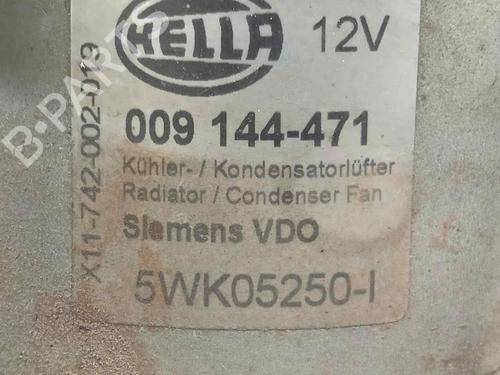 HELLA
12V
009 144-471
Kühler- / Kondensatorlüfter
Radiator / Condenser Fan
Siemens VDO
5WK05250-I
X11-742-002-019
B-PARTS